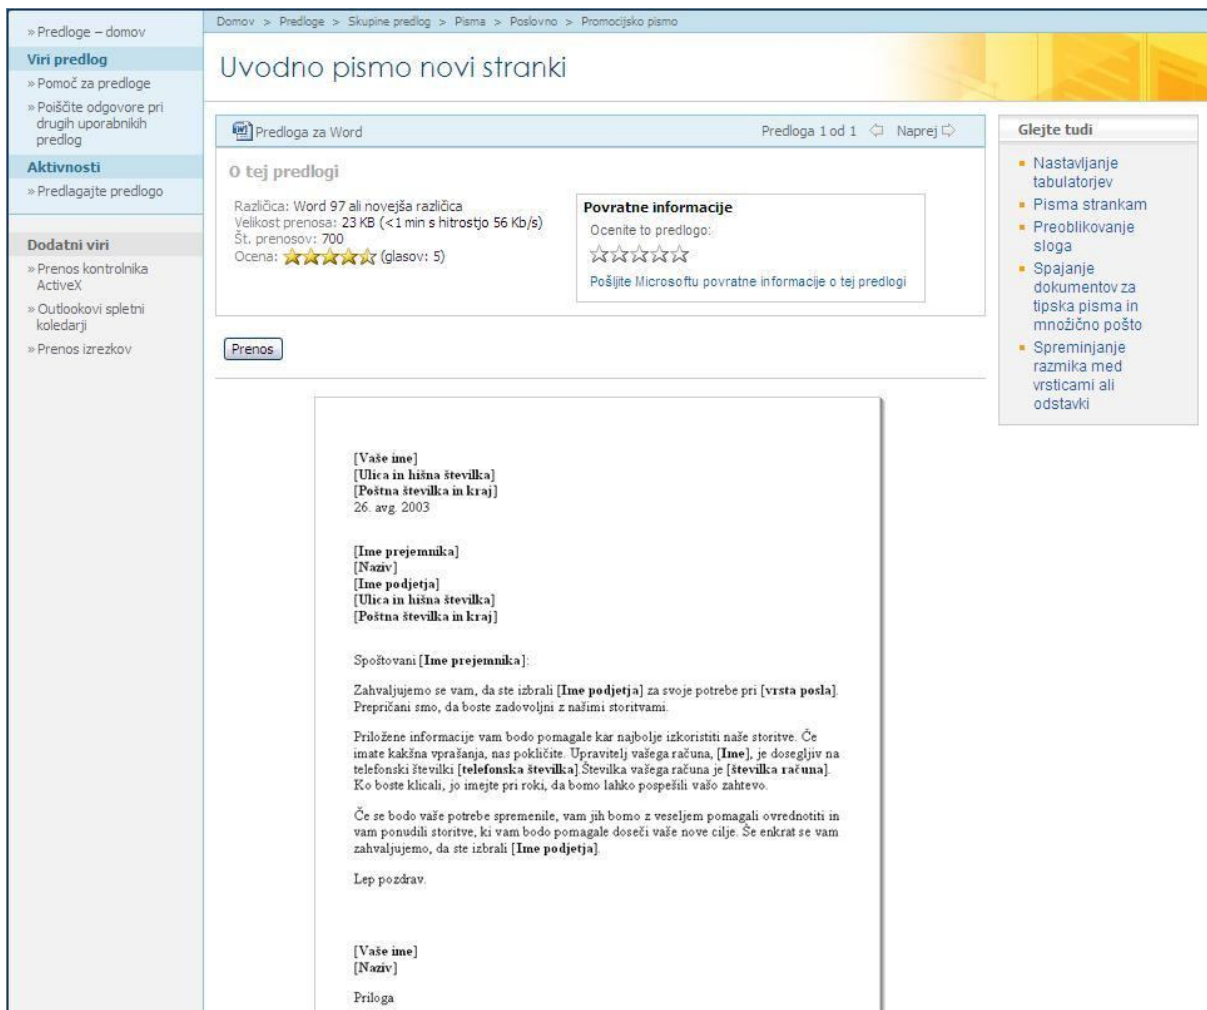 » Predloge – domov
Viri predlog
» Pomoč za predloge
» Poiščite odgovore pri
drugih uporabnikih
predlog
Aktivnosti
» Predlagajte predlogo
Dodatni viri
» Prenos kontrolnika
ActiveX
» Outlookovi spletni
koledarji
» Prenos izrezkov
Domov > Predloge > Skupine predlog > Pisma > Poslovno > Promocijsko pismo
Uvodno pismo novi stranki
Predloga za Word
Predloga 1 od 1 Naprej
O tej predlogi
Različica: Word 97 ali novejša različica
Velikost prenosa: 23 KB (<1 min s hitrostjo 56 Kb/s)
Št. prenosov: 700
Ocena: (glasov: 5)
Povratne informacije
Ocenite to predlogo:
Pošljite Microsoftu povratne informacije o tej predlogi
Prenos
[Vaše ime]
[Ulica in hišna številka]
[Poštna številka in kraj]
26. avg. 2003
[Ime prejemnika]
[Naziv]
[Ime podjetja]
[Ulica in hišna številka]
[Poštna številka in kraj]
Spoštovani [Ime prejemnika]:
Zahvaljujemo se vam, da ste izbrali [Ime podjetja] za svoje potrebe pri [vrsta posla].
Prepričani smo, da boste zadovoljni z našimi storitvami.
Priložene informacije vam bodo pomagale kar najbolje izkoristiti naše storitve. Če
imate kakšna vprašanja, nas pokličite. Upravitelj vašega računa, [Ime], je dosegljiv na
telefonski številki [telefonska številka].Številka vašega računa je [številka računa].
Ko boste klicali, jo imejte pri roki, da bomo lahko pospešili vašo zahtevo.
Če se bodo vaše potrebe spremenile, vam jih bomo z veseljem pomagali ovrednotiti in
vam ponudili storitve, ki vam bodo pomagale doseči vaše nove cilje. Še enkrat se vam
zahvaljujemo, da ste izbrali [Ime podjetja].
Lep pozdrav.
[Vaše ime]
[Naziv]
Priloga
Glejte tudi
Nastavljanje
tabulatorjev
Pisma strankam
Preoblikovanje
sloga
Spajanje
dokumentov za
tipska pisma in
množično pošto
Spreminjanje
razmika med
vrsticami ali
odstavki